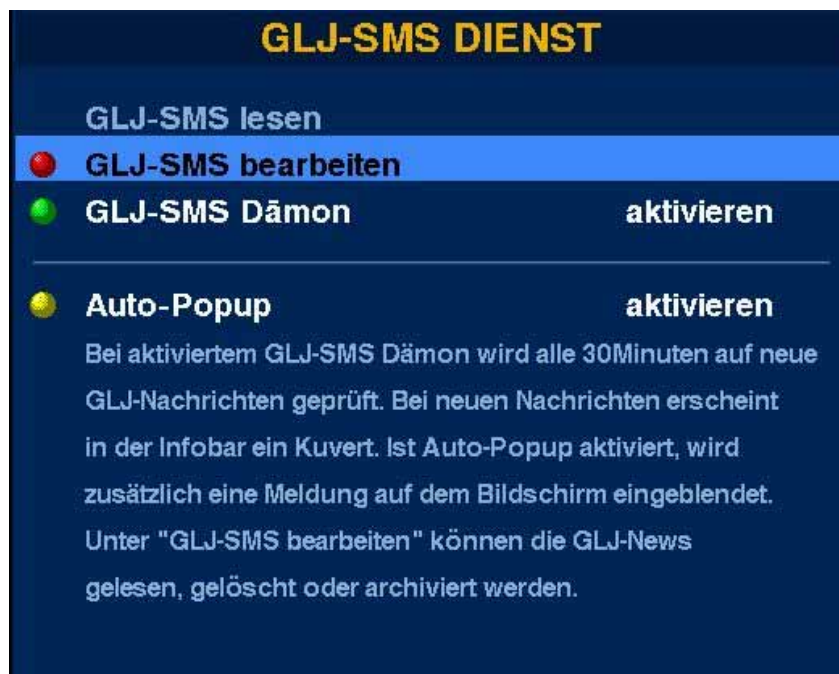 GLJ-SMS DIENST
GLJ-SMS lesen
GLJ-SMS bearbeiten
GLJ-SMS Dämon aktivieren
Auto-Popup aktivieren
Bei aktiviertem GLJ-SMS Dämon wird alle 30Minuten auf neue
GLJ-Nachrichten geprüft. Bei neuen Nachrichten erscheint
in der Infobar ein Kuvert. Ist Auto-Popup aktiviert, wird
zusätzlich eine Meldung auf dem Bildschirm eingeblendet.
Unter "GLJ-SMS bearbeiten" können die GLJ-News
gelesen, gelöscht oder archiviert werden.